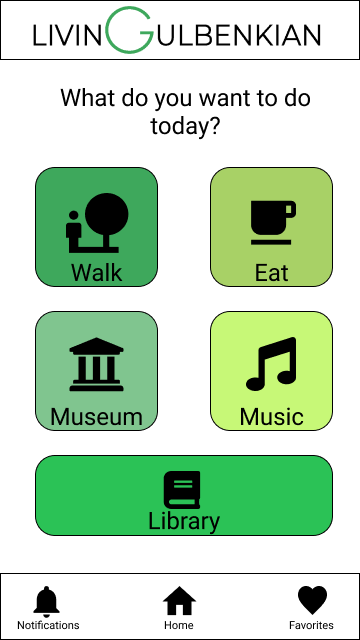 LIVINGULBENKIAN
What do you want to do
today?
Walk
Eat
Museum
Music
Library
Notifications
Home
Favorites